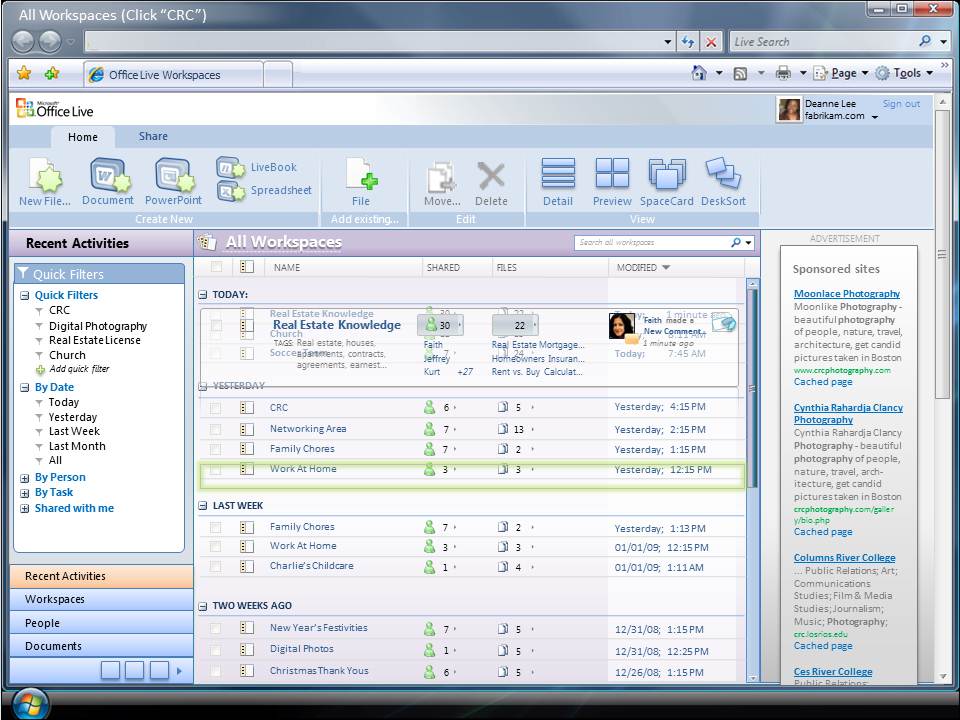 All Workspaces (Click “CRC”)
Live Search
Office Live Workspaces
Page
Tools
Microsoft
Office Live
Deanne Lee
fabrikam.com
Sign out
Home
Share
New File...
Document
PowerPoint
LiveBook
Spreadsheet
File
Move...
Delete
Detail
Preview
SpaceCard
DeskSort
Create New
Add existing...
Edit
View
Recent Activities
Quick Filters
Quick Filters
CRC
Digital Photography
Real Estate License
Church
Add quick filter
By Date
Today
Yesterday
Last Week
Last Month
All
By Person
By Task
Shared with me
Recent Activities
Workspaces
People
Documents
All Workspaces
Search all workspaces
NAME SHARED FILES MODIFIED
TODAY:
Real Estate Knowledge 30 22 Today: 1 minute ago
Church 8:11 AM
Today: 7:45 AM
Real Estate Knowledge 30 22
TAGS: Real estate, houses,
apartments, contracts,
agreements, earnest...
Faith
Jeffrey
Kurt +27
Real Estate Mortgage...
Homeowners Insuran...
Rent vs. Buy Calculat...
Faith made a
New Comment..
1 minute ago
YESTERDAY
CRC 6 5 Yesterday; 4:15 PM
Networking Area 7 13 Yesterday; 2:15 PM
Family Chores 7 2 Yesterday; 1:15 PM
Work At Home 3 3 Yesterday; 12:15 PM
LAST WEEK
Family Chores 7 2 Yesterday; 1:13 PM
Work At Home 3 3 01/01/09; 12:15 PM
Charlie's Childcare 1 4 01/01/09; 1:11 AM
TWO WEEKS AGO
New Year's Festivities 7 5 12/31/08; 1:15 PM
Digital Photos 1 5 12/31/08; 12:25 PM
Christmas Thank Yous 6 5 12/26/08; 1:15 PM
ADVERTISEMENT
Sponsored sites
Moonlace Photography
Moonlike Photography -
beautiful photography
of people, nature, travel,
architecture, get candid
pictures taken in Boston
www.crcphotography.com
Cached page
Cynthia Rahardja Clancy
Photography
Cynthia Rahardja Clancy
Photography - beautiful
photography of people,
nature, travel, arch-
itecture, get candid
pictures taken in Boston
crcphotography.com/galler
y/bio.php
Cached page
Columns River College
... Public Relations; Art;
Communications
Studies; Film & Media
Studies; Journalism;
Music; Photography;
crc.losrios.edu
Cached page
Ces River College
Public Relations;